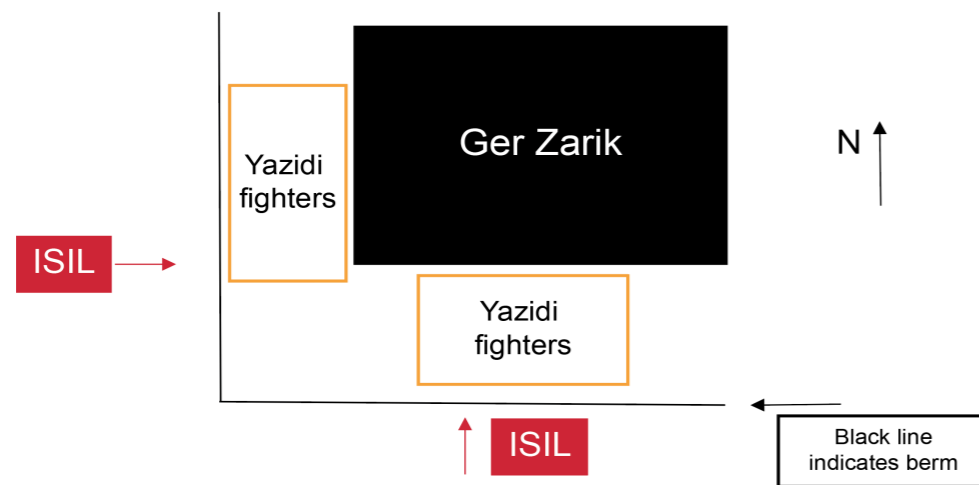 Ger Zarik
N
Yazidi
fighters
ISIL
Yazidi
fighters
ISIL
Black line
indicates berm